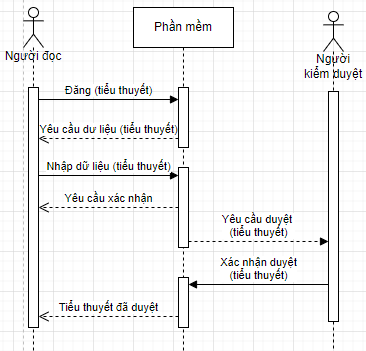 Phần mềm
Người đọc
Người
kiểm duyệt
Đăng (tiểu thuyết)
Yêu cầu dư liệu (tiểu thuyết)
Nhập dữ liệu (tiểu thuyết)
Yêu cầu xác nhận
Yêu cầu duyệt
(tiểu thuyết)
Xác nhận duyệt
(tiểu thuyết)
Tiểu thuyết đã duyệt